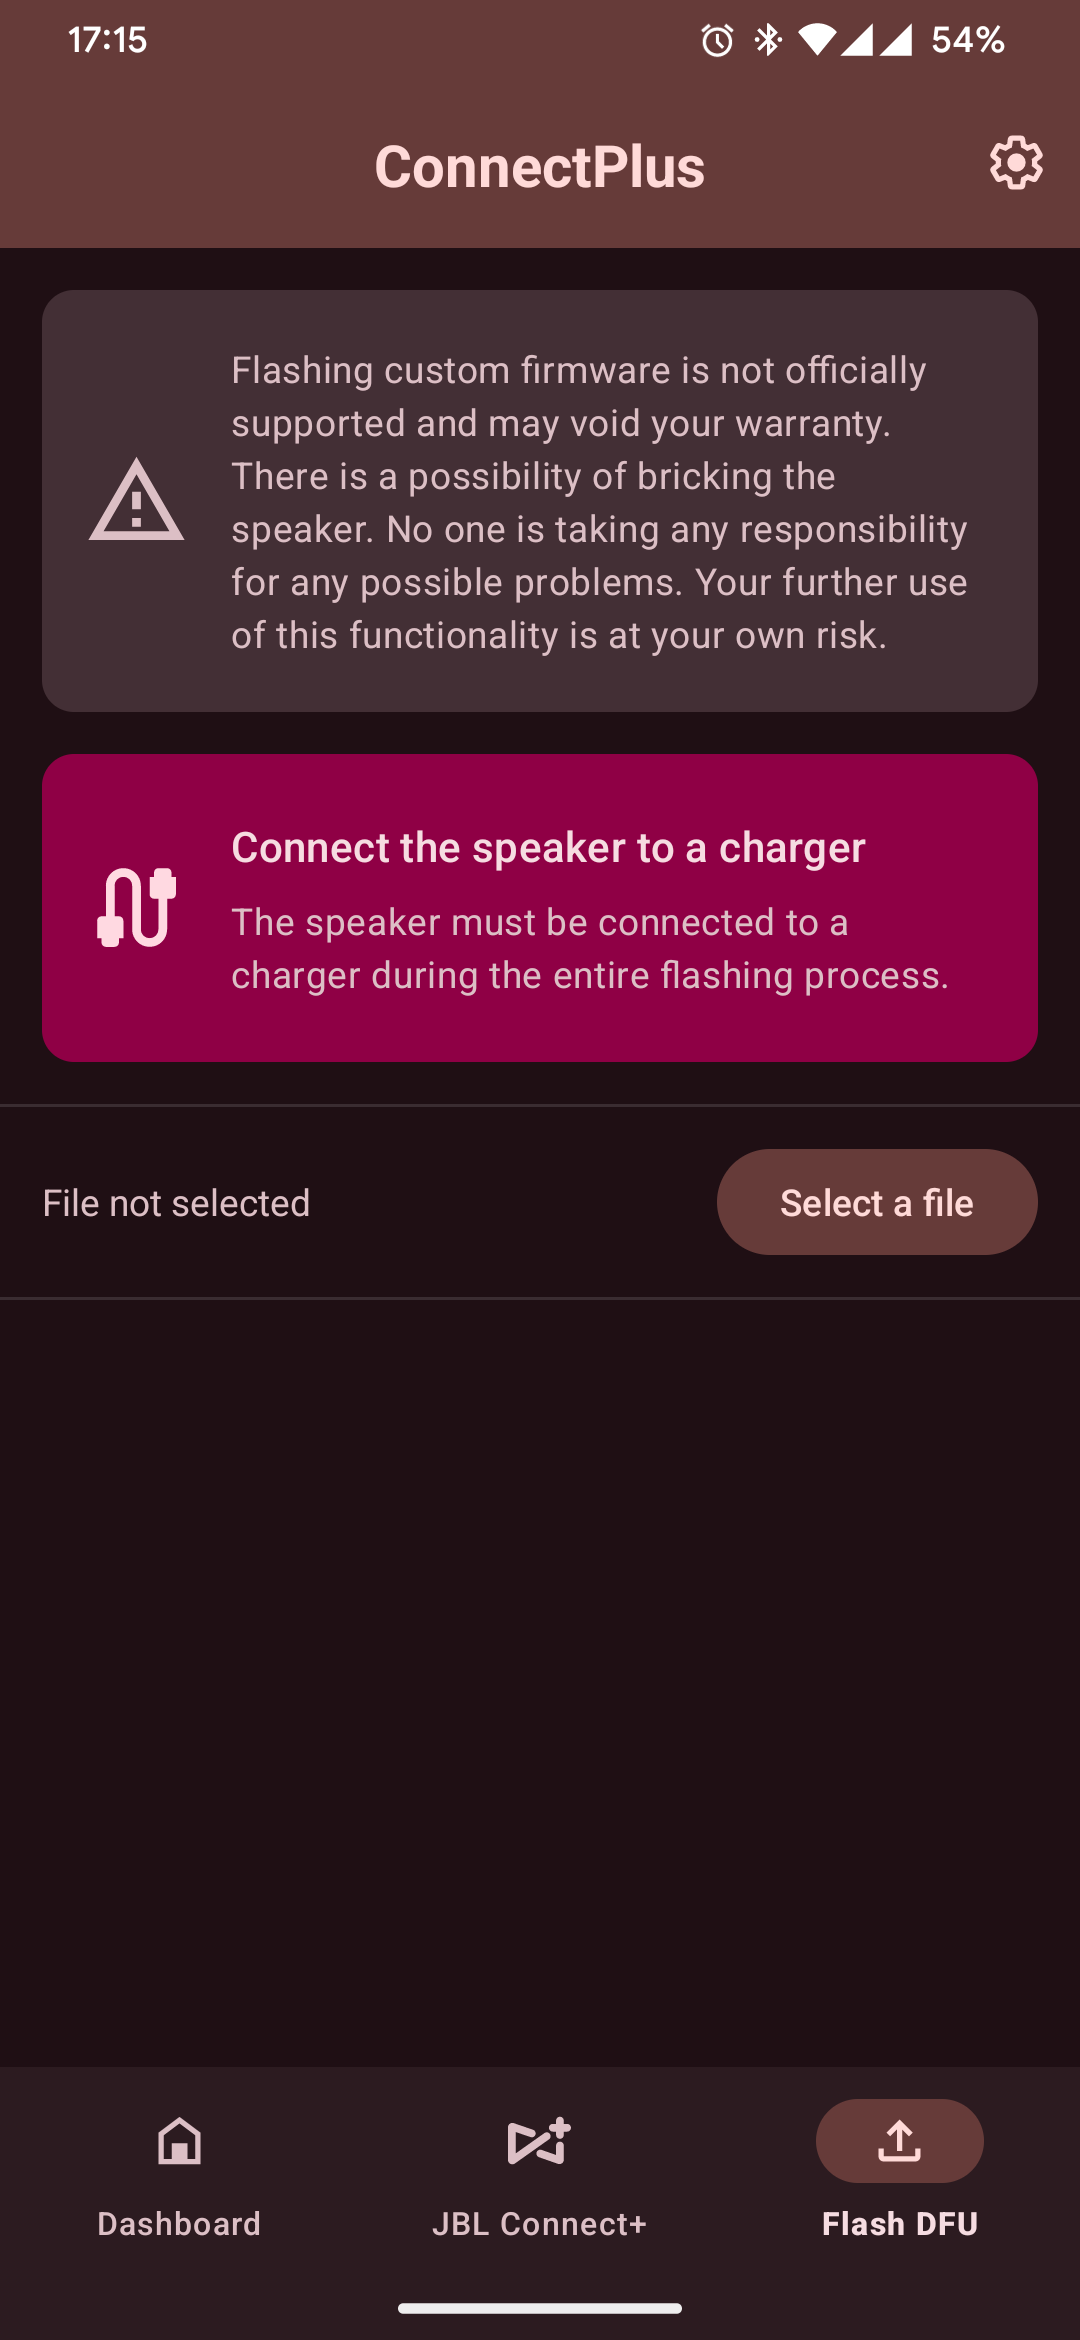 17:15
54%
ConnectPlus
Flashing custom firmware is not officially
supported and may void your warranty.
There is a possibility of bricking the
speaker. No one is taking any responsibility
for any possible problems. Your further use
of this functionality is at your own risk.
Connect the speaker to a charger
The speaker must be connected to a
charger during the entire flashing process.
File not selected
Select a file
Dashboard
JBL Connect+
Flash DFU